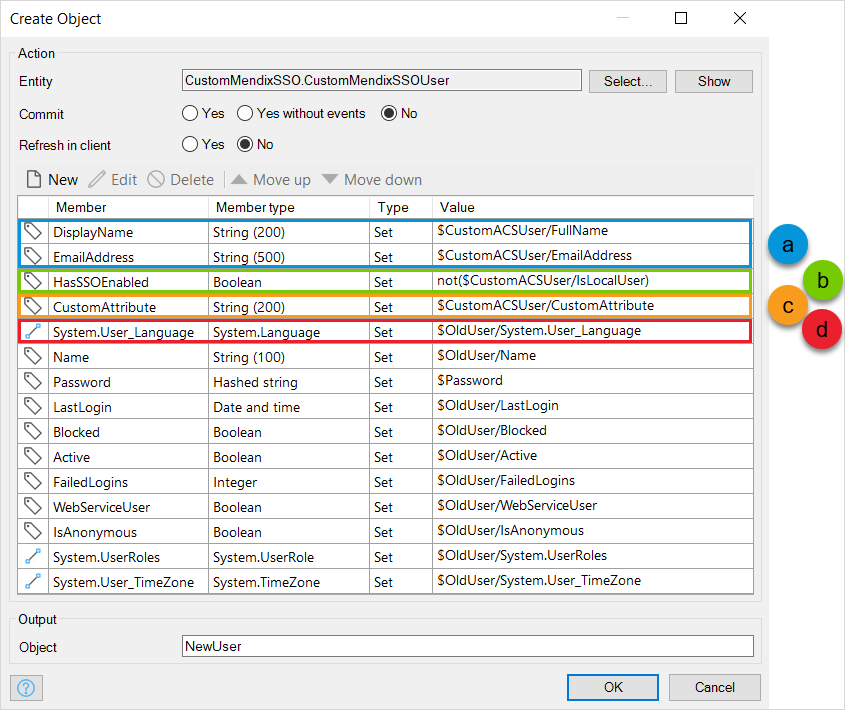 Create Object
Action
Entity CustomMendixSSO.CustomMendixSSOUser Select... Show
Commit Yes Yes without events No
Refresh in client Yes No
New Edit Delete Move up Move down
Member Member type Type Value
DisplayName String (200) Set $CustomACSUser/FullName
a
EmailAddress String (500) Set $CustomACSUser/EmailAddress
HasSSOEnabled Boolean Set not($CustomACSUser/IsLocalUser)
b
CustomAttribute String (200) Set $CustomACSUser/CustomAttribute
c
System.User_Language System.Language Set $OldUser/System.User_Language
d
Name String (100) Set $OldUser/Name
Password Hashed string Set $Password
LastLogin Date and time Set $OldUser/LastLogin
Blocked Boolean Set $OldUser/Blocked
Active Boolean Set $OldUser/Active
FailedLogins Integer Set $OldUser/FailedLogins
WebServiceUser Boolean Set $OldUser/WebServiceUser
IsAnonymous Boolean Set $OldUser/IsAnonymous
System.UserRoles System.UserRole Set $OldUser/System.UserRoles
System.User_TimeZone System.TimeZone Set $OldUser/System.User_TimeZone
Output
Object NewUser
? OK Cancel